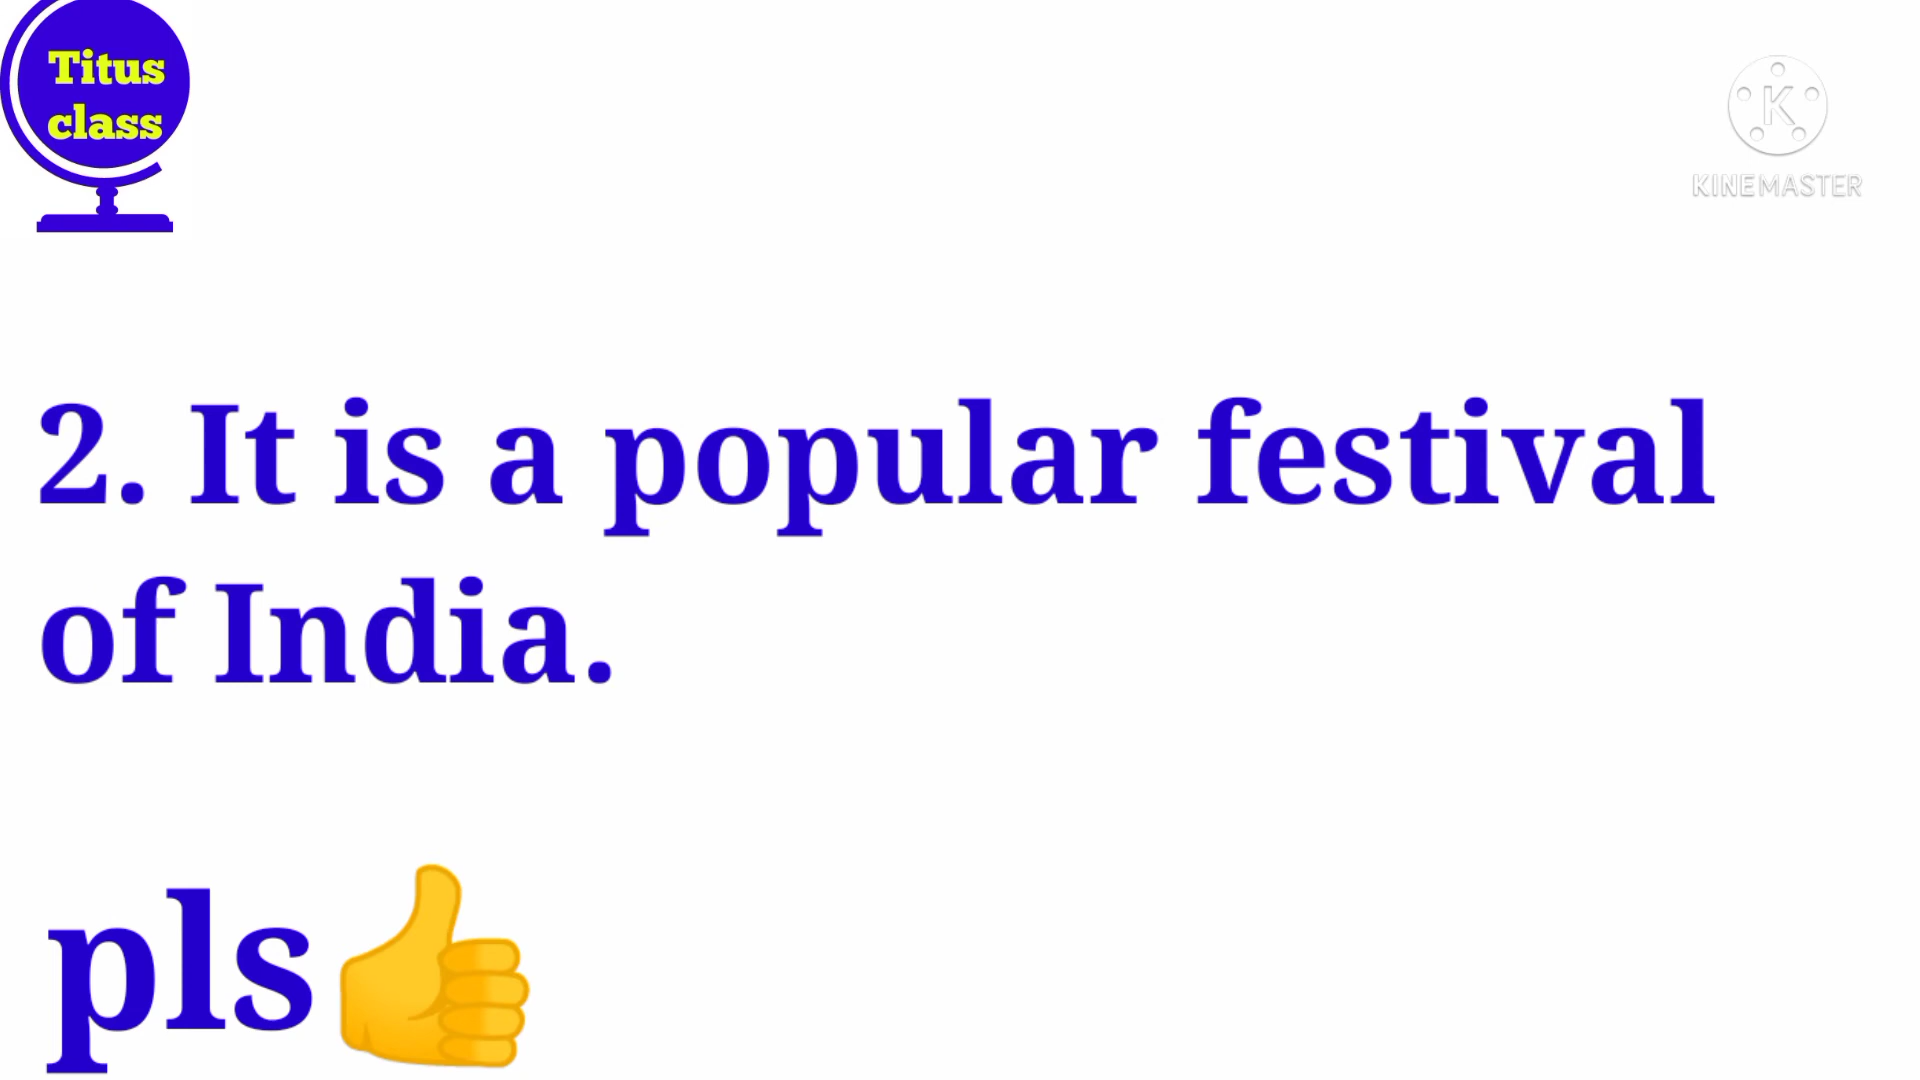 Titus
class
KINEMASTER
2. It is a popular festival
of India.
pls👍